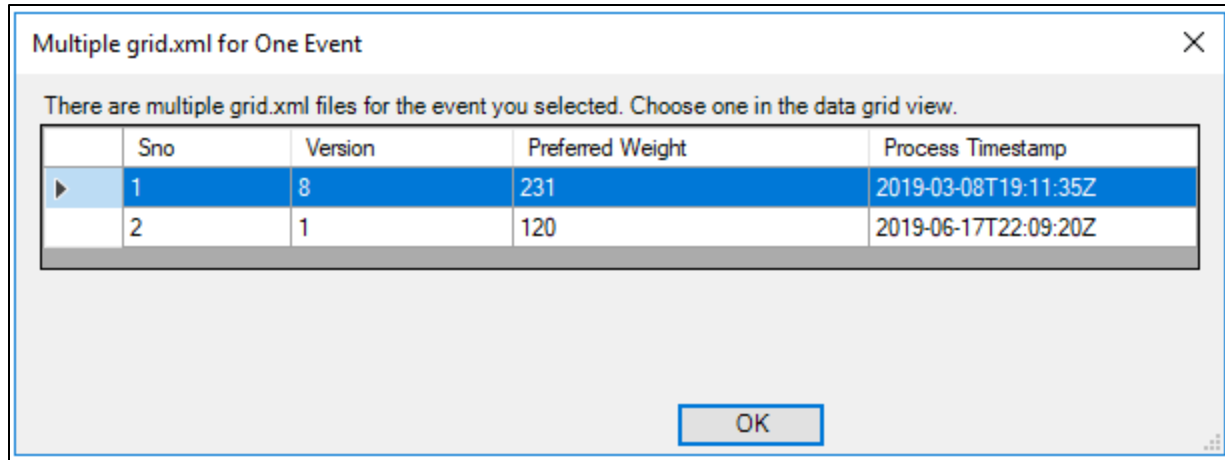 Multiple grid.xml for One Event
There are multiple grid.xml files for the event you selected. Choose one in the data grid view.
Sno Version Preferred Weight Process Timestamp
1 8 231 2019-03-08T19:11:35Z
2 1 120 2019-06-17T22:09:20Z
OK